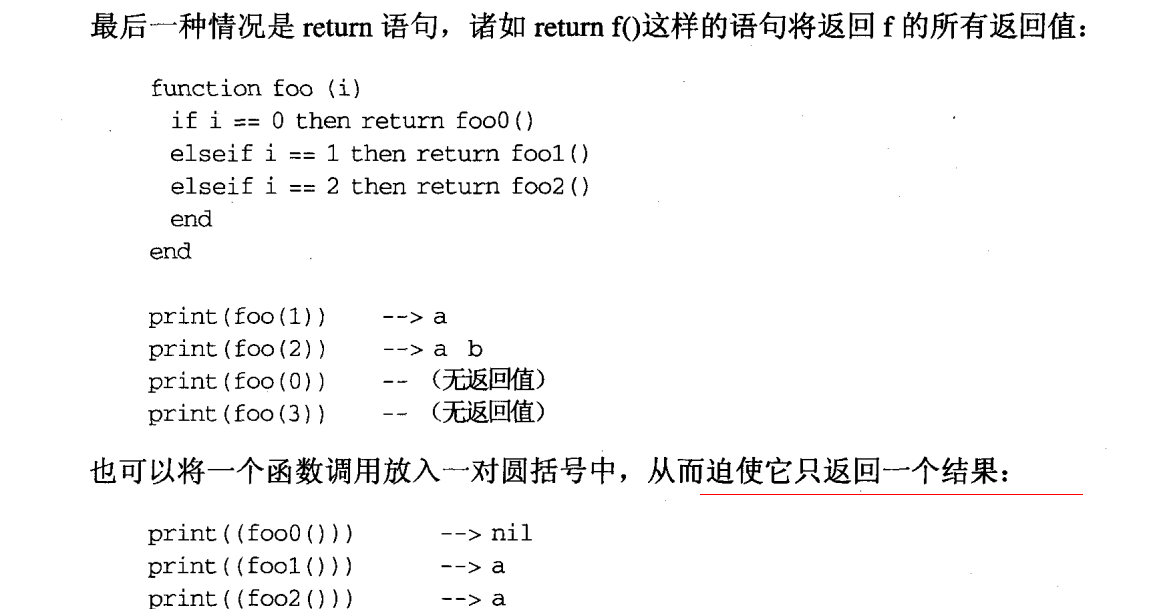 最后一种情况是 return 语句，诸如 return f()这样的语句将返回 f 的所有返回值：
function foo (i)
if i == 0 then return foo0()
elseif i == 1 then return foo1()
elseif i == 2 then return foo2()
end
end
print(foo(1)) --> a
print(foo(2)) --> a b
print(foo(0)) -- （无返回值）
print(foo(3)) -- （无返回值）
也可以将一个函数调用放入一对圆括号中，从而迫使它只返回一个结果：
print((foo0())) --> nil
print((foo1())) --> a
print((foo2())) --> a